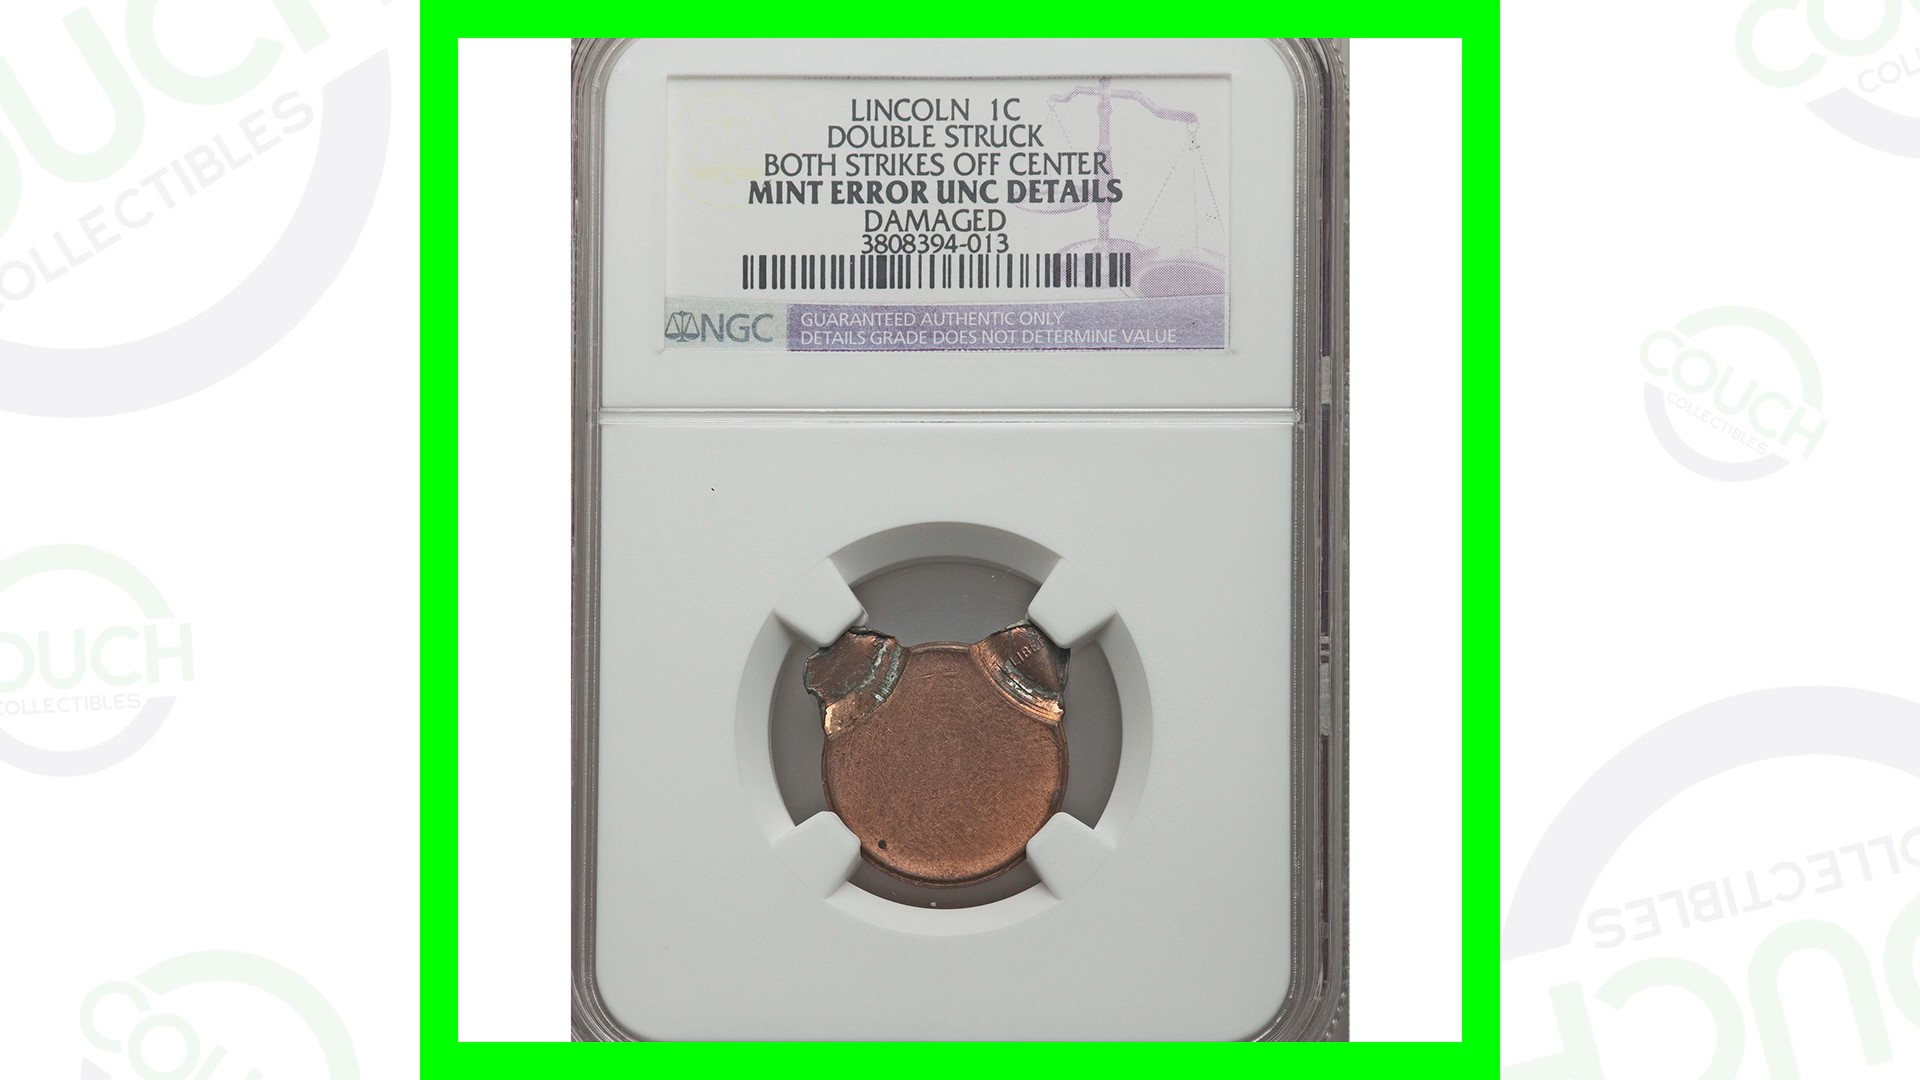 LINCOLN 1C
DOUBLE STRUCK
BOTH STRIKES OFF CENTER
MINT ERROR UNC DETAILS
DAMAGED
3808394-013
NGC
GUARANTEED AUTHENTIC ONLY
DETAILS GRADE DOES NOT DETERMINE VALUE
LIBE
COUCH
COLLECTIBLES
COUCH
COLLECTIBLES
COUCH
COLLECTIBLES